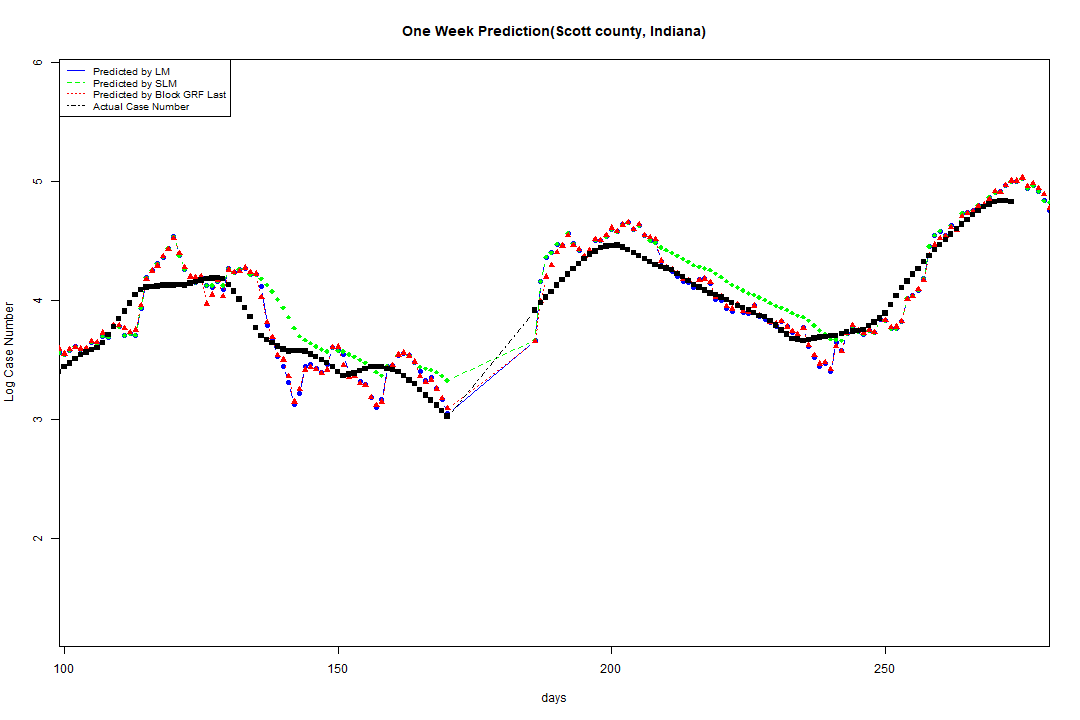 One Week Prediction(Scott county, Indiana)
Predicted by LM
Predicted by SLM
Predicted by Block GRF Last
Actual Case Number
6
5
4
3
2
Log Case Number
100
150
200
250
days